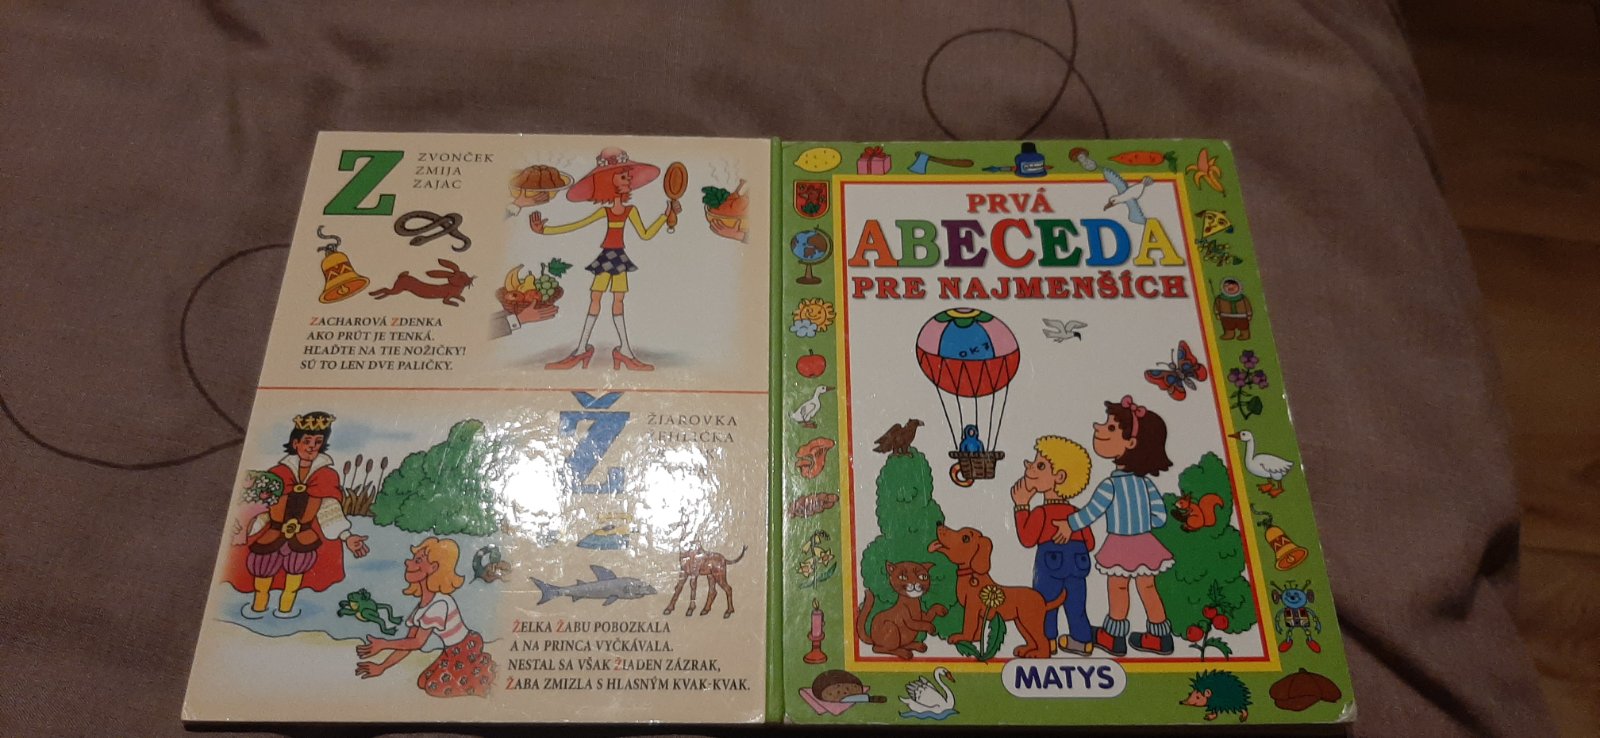 Z
ZVONČEK
ZMIJA
ZAJAC
ZACHAROVÁ ZDENKA
AKO PRÚT JE TENKÁ.
HĽAĎTE NA TIE NOŽIČKY!
SÚ TO LEN DVE PALIČKY.
Ž
ŽIAROVKA
ŽEHLIČKA
ŽELKA ŽABU POBOZKALA
A NA PRINCA VYČKÁVALA.
NESTAL SA VŠAK ŽIADEN ZÁZRAK,
ŽABA ZMIZLA S HLASNÝM KVAK-KVAK.
PRVÁ
ABECEDA
PRE NAJMENŠÍCH
MATYS